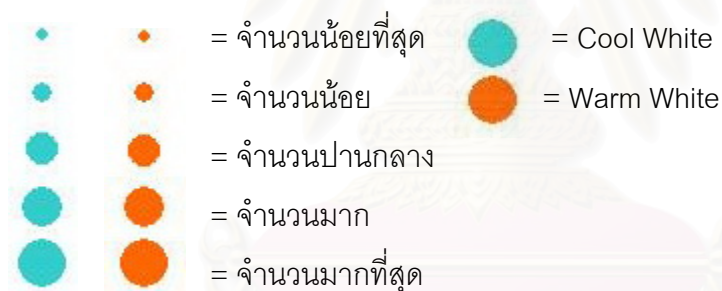 = จำนวนน้อยที่สุด = Cool White
= จำนวนน้อย = Warm White
= จำนวนปานกลาง
= จำนวนมาก
= จำนวนมากที่สุด